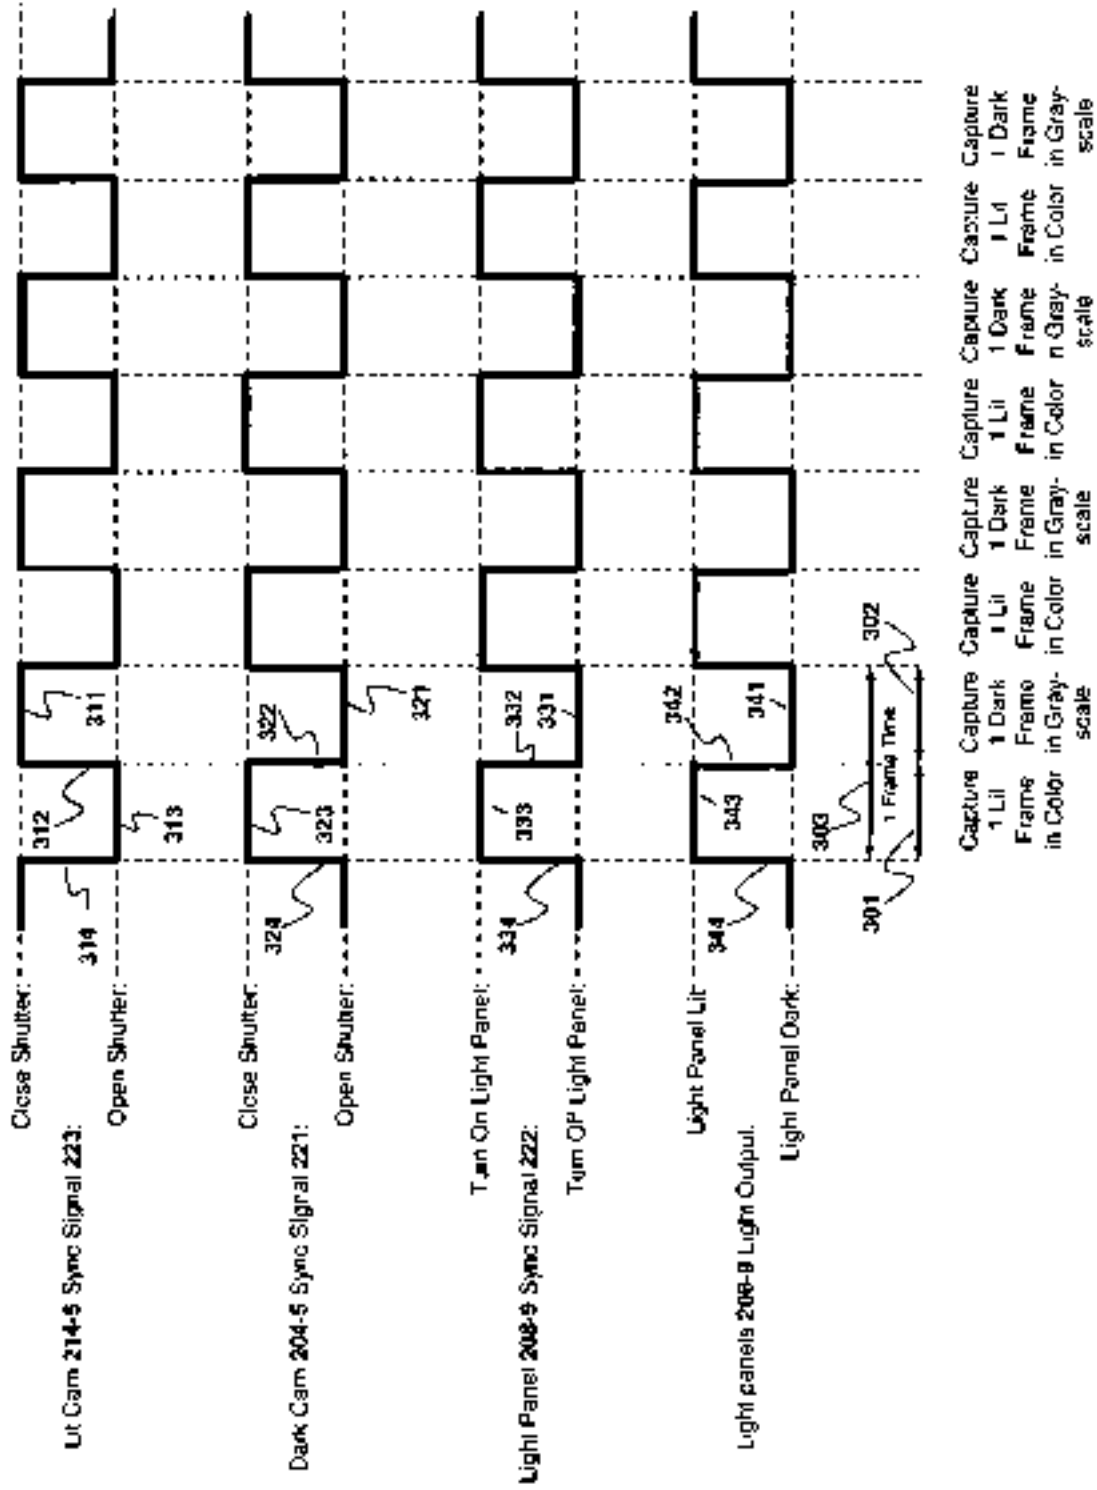 Lit Cam 214-5 Sync Signal 223:
Close Shutter:
Open Shutter:
314
312
313
311
Dark Cam 204-5 Sync Signal 221:
Close Shutter:
Open Shutter:
324
323
322
321
Light Panel 208-9 Sync Signal 222:
Turn On Light Panel:
Turn Off Light Panel:
334
333
332
331
Light panels 208-9 Light Output:
Light Panel Lit
Light Panel Dark:
344
343
342
341
303
1 Frame Time
301
302
Capture
1 Lit
Frame
in Color
Capture
1 Dark
Frame
in Gray-
scale
Capture
1 Lit
Frame
in Color
Capture
1 Dark
Frame
in Gray-
scale
Capture
1 Lit
Frame
in Color
Capture
1 Dark
Frame
in Gray-
scale
Capture
1 Lit
Frame
in Color
Capture
1 Dark
Frame
in Gray-
scale